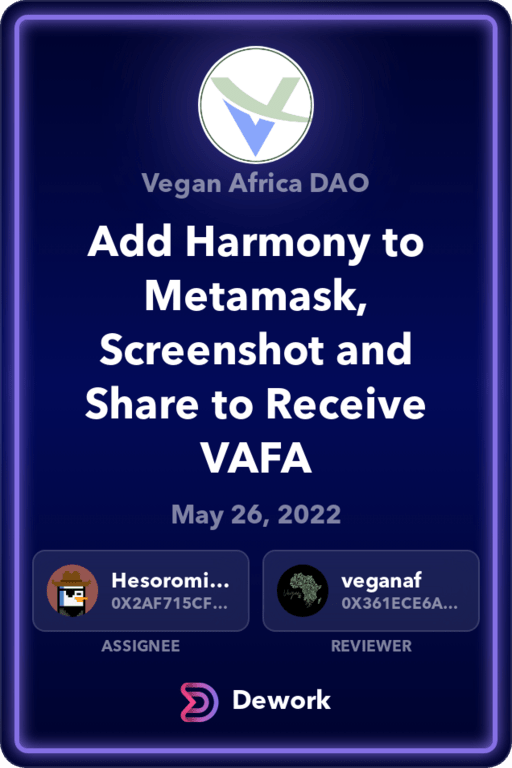 Vegan Africa DAO
Add Harmony to
Metamask,
Screenshot and
Share to Receive
VAFA
May 26, 2022
Hesoromi...
0X2AF715CF...
veganaf
0X361ECE6A...
ASSIGNEE
REVIEWER
Dework